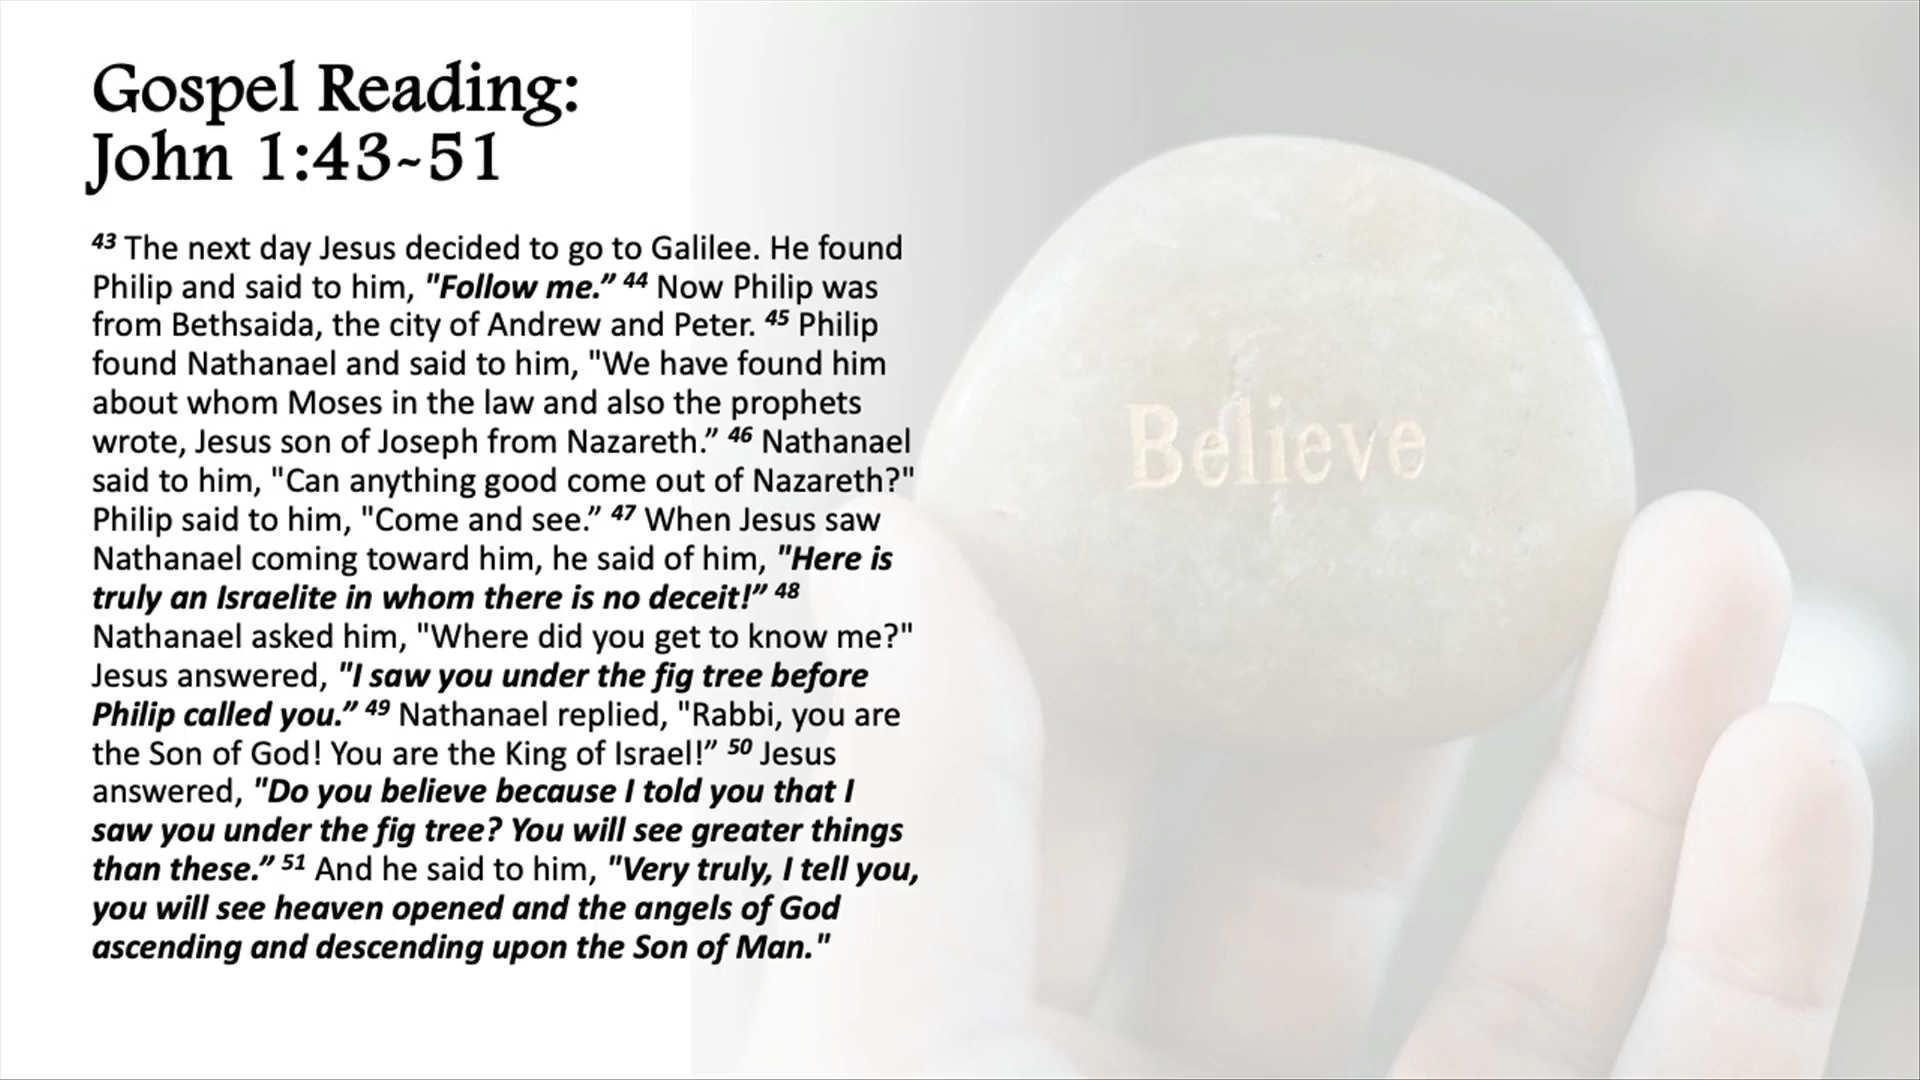 Gospel Reading:
John 1:43~51
43 The next day Jesus decided to go to Galilee. He found
Philip and said to him, "Follow me.” 44 Now Philip was
from Bethsaida, the city of Andrew and Peter. 45 Philip
found Nathanael and said to him, "We have found him
about whom Moses in the law and also the prophets
wrote, Jesus son of Joseph from Nazareth.” 46 Nathanael
said to him, "Can anything good come out of Nazareth?"
Philip said to him, "Come and see.” 47 When Jesus saw
Nathanael coming toward him, he said of him, "Here is
truly an Israelite in whom there is no deceit!” 48
Nathanael asked him, "Where did you get to know me?"
Jesus answered, "I saw you under the fig tree before
Philip called you.” 49 Nathanael replied, "Rabbi, you are
the Son of God! You are the King of Israel!” 50 Jesus
answered, "Do you believe because I told you that I
saw you under the fig tree? You will see greater things
than these.” 51 And he said to him, "Very truly, I tell you,
you will see heaven opened and the angels of God
ascending and descending upon the Son of Man."
Believe